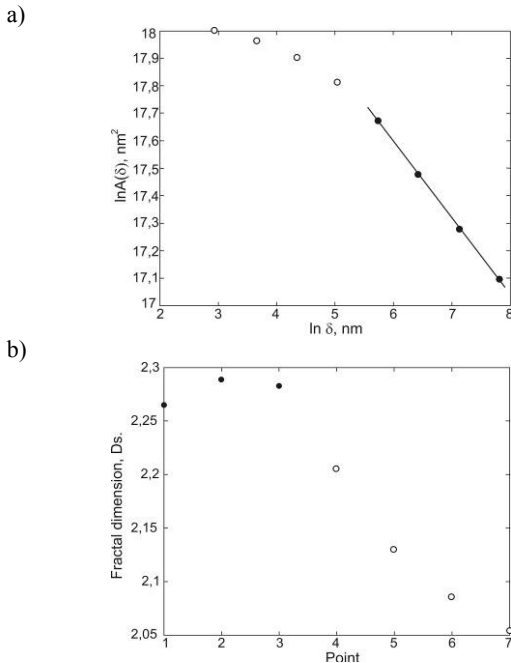 a)
18
17,9
17,8
17,7
17,6
17,5
17,4
17,3
17,2
17,1
17
lnA(δ), nm²
2 3 4 5 6 7 8
ln δ, nm
b)
2,3
2,25
2,2
2,15
2,1
2,05
Fractal dimension, Ds.
1 2 3 4 5 6 7
Point